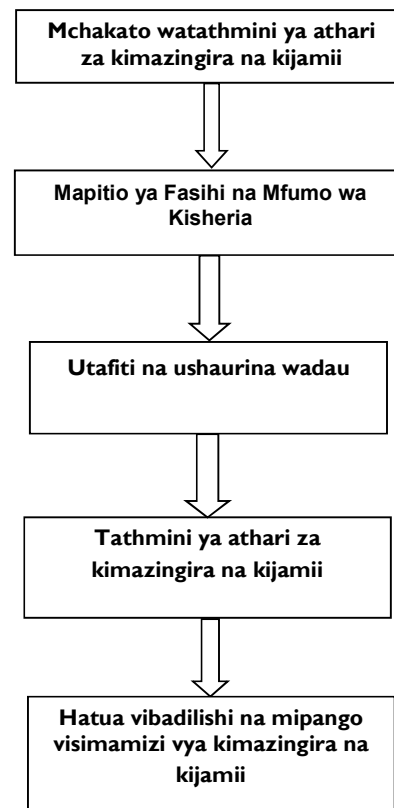 Mchakato watathmini ya athari
za kimazingira na kijamii
Mapitio ya Fasihi na Mfumo wa
Kisheria
Utafiti na ushaurina wadau
Tathmini ya athari za
kimazingira na kijamii
Hatua vibadilishi na mipango
visimamizi vya kimazingira na
kijamii